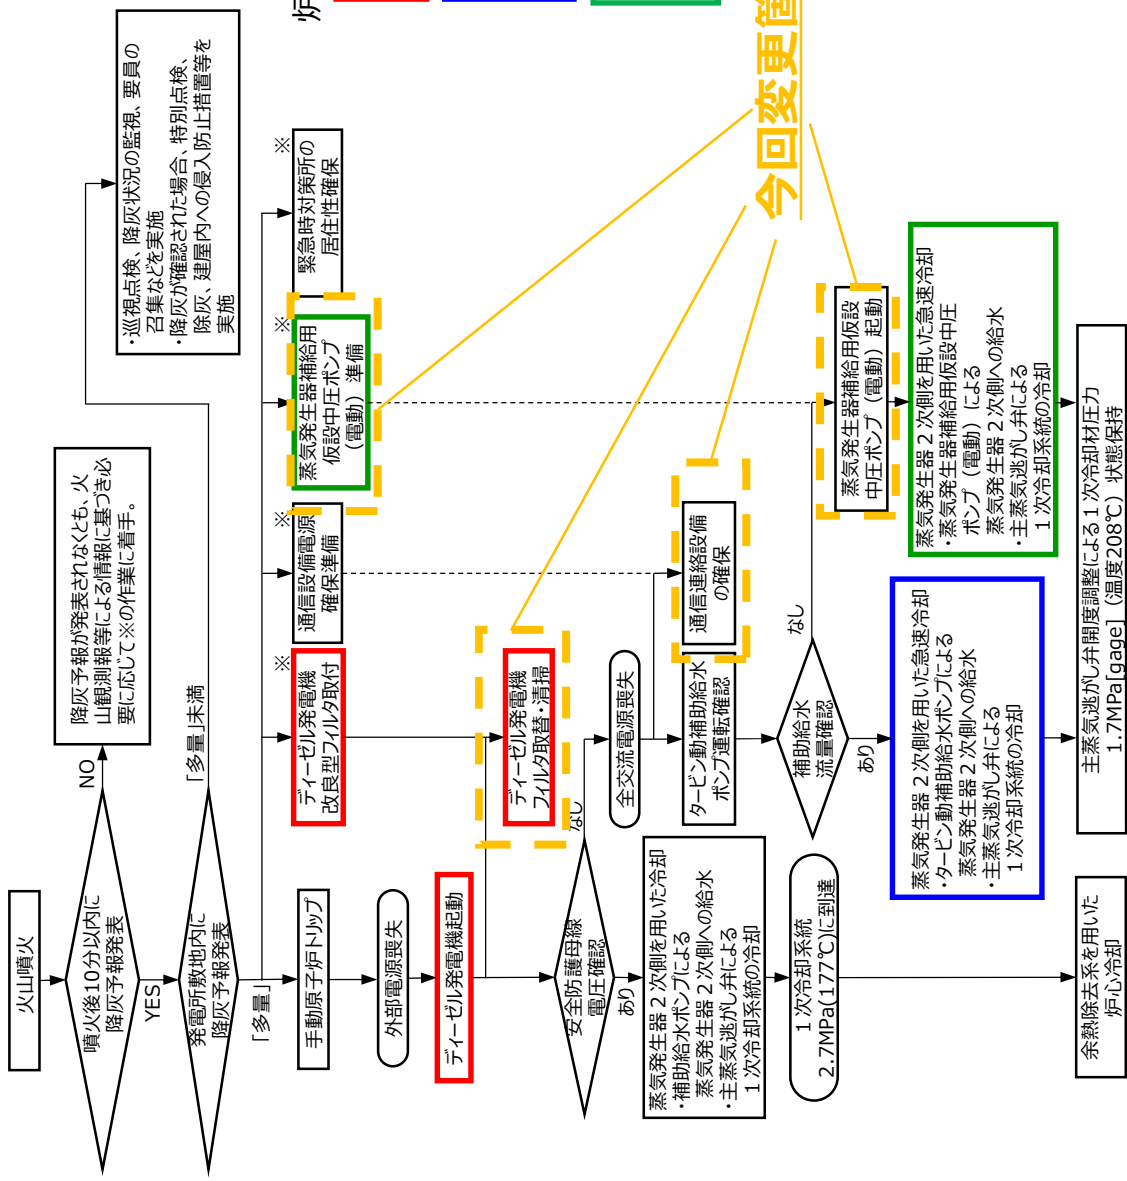 火山噴火
噴火後10分以内に
降灰予報発表
NO
降灰予報が発表されなくとも、火
山観測報等による情報に基づき必
要に応じて※の作業に着手。
YES
発電所敷地内に
降灰予報発表
「多量」未満
・巡視点検、降灰状況の監視、要員の
召集などを実施
・降灰が確認された場合、特別点検、
除灰、建屋内への侵入防止措置等を
実施
「多量」
手動原子炉トリップ
※
ディーゼル発電機
改良型フィルタ取付
※
通信設備電源
確保準備
※
蒸気発生器補給用
仮設中圧ポンプ
（電動）準備
※
緊急時対策所の
居住性確保
炉
外部電源喪失
ディーゼル発電機起動
ディーゼル発電機
フィルタ取替・清掃
安全防護母線
電圧確認
なし
あり
全交流電源喪失
蒸気発生器２次側を用いた冷却
・補助給水ポンプによる
蒸気発生器２次側への給水
・主蒸気逃がし弁による
１次冷却系統の冷却
タービン動補助給水
ポンプ運転確認
通信連絡設備
の確保
今回変更箇
１次冷却系統
2.7MPa(177℃)に到達
補助給水
流量確認
なし
あり
蒸気発生器補給用仮設
中圧ポンプ（電動）起動
蒸気発生器２次側を用いた急速冷却
・タービン動補助給水ポンプによる
蒸気発生器２次側への給水
・主蒸気逃がし弁による
１次冷却系統の冷却
蒸気発生器２次側を用いた急速冷却
・蒸気発生器補給用仮設中圧
ポンプ（電動）による
蒸気発生器２次側への給水
・主蒸気逃がし弁による
１次冷却系統の冷却
余熱除去系を用いた
炉心冷却
主蒸気逃がし弁開度調整による１次冷却材圧力
1.7MPa[gage]（温度208℃）状態保持